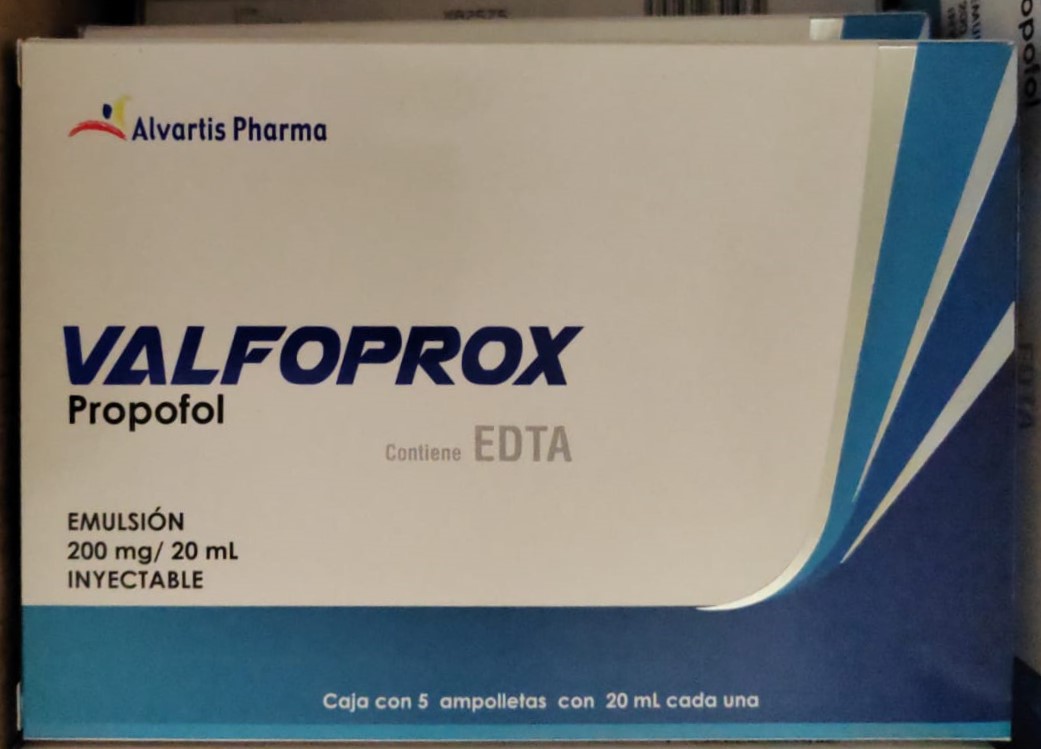 Alvartis Pharma
VALFOPROX
Propofol
Contiene EDTA
EMULSIÓN
200 mg/ 20 mL
INYECTABLE
Caja con 5 ampolletas con 20 mL cada una
EDTA